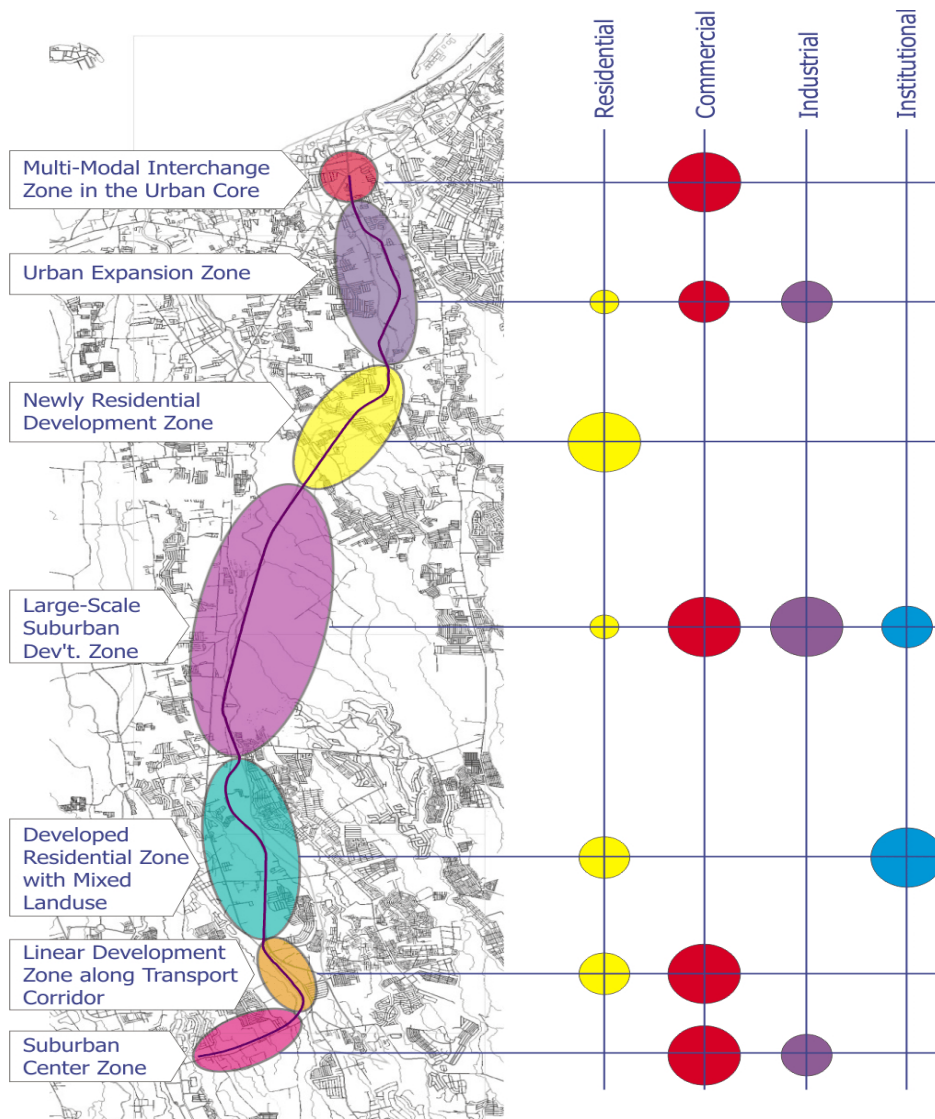 Residential
Commercial
Industrial
Institutional
Multi-Modal Interchange
Zone in the Urban Core
Urban Expansion Zone
Newly Residential
Development Zone
Large-Scale
Suburban
Dev't. Zone
Developed
Residential Zone
with Mixed
Landuse
Linear Development
Zone along Transport
Corridor
Suburban
Center Zone